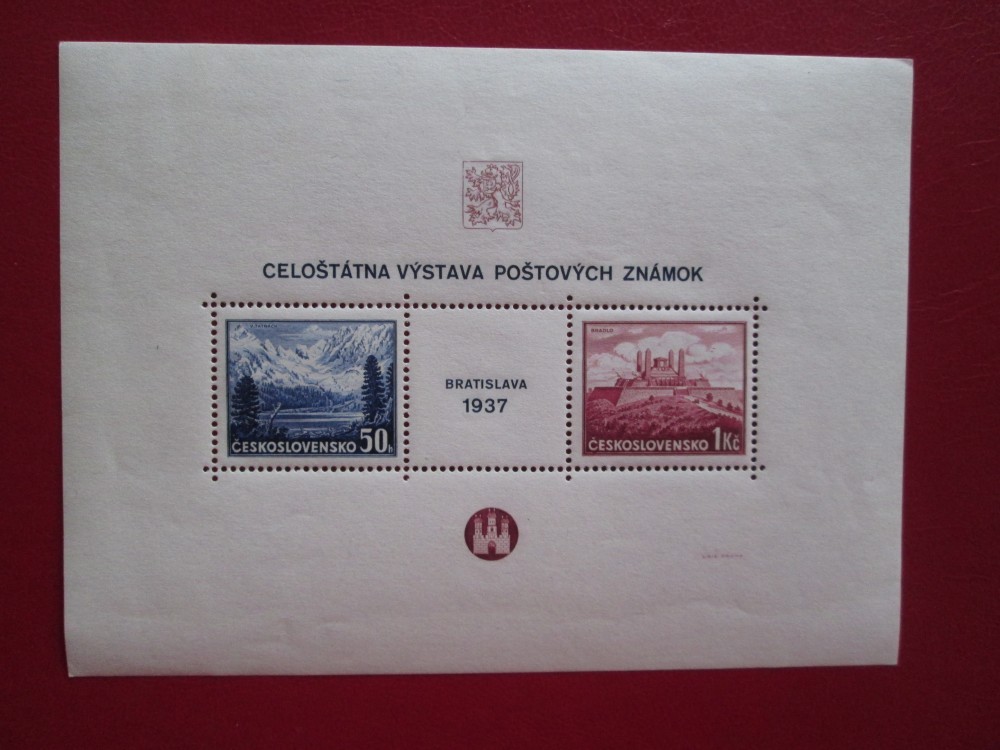 CELOŠTÁTNA VÝSTAVA POŠTOVÝCH ZNÁMOK
ČESKOSLOVENSKO 50h
BRATISLAVA
1937
BRADLO
ČESKOSLOVENSKO 1Kč